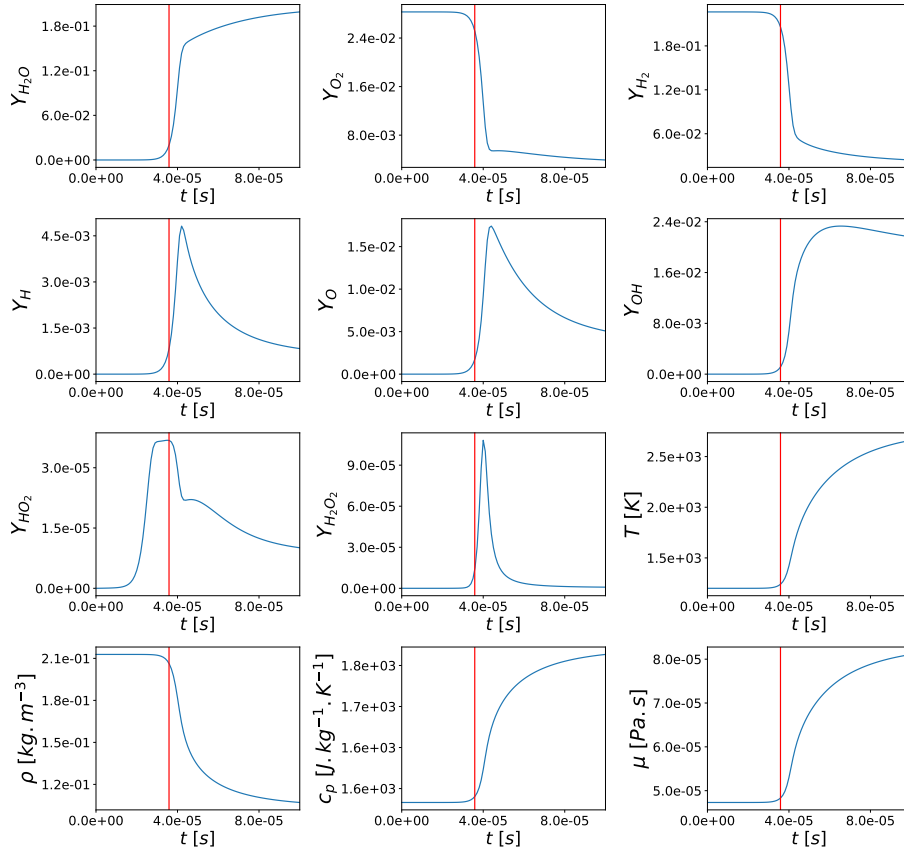 Y_{H_2O}
1.8e-01
1.2e-01
6.0e-02
0.0e+00
0.0e+00 4.0e-05 8.0e-05
t [s]
Y_{O_2}
2.4e-02
1.6e-02
8.0e-03
0.0e+00 4.0e-05 8.0e-05
t [s]
Y_{H_2}
1.8e-01
1.2e-01
6.0e-02
0.0e+00
0.0e+00 4.0e-05 8.0e-05
t [s]
Y_H
4.5e-03
3.0e-03
1.5e-03
0.0e+00
0.0e+00 4.0e-05 8.0e-05
t [s]
Y_O
1.5e-02
1.0e-02
5.0e-03
0.0e+00
0.0e+00 4.0e-05 8.0e-05
t [s]
Y_{OH}
2.4e-02
1.6e-02
8.0e-03
0.0e+00
0.0e+00 4.0e-05 8.0e-05
t [s]
Y_{HO_2}
3.0e-05
1.5e-05
0.0e+00
0.0e+00 4.0e-05 8.0e-05
t [s]
Y_{H_2O_2}
9.0e-05
6.0e-05
3.0e-05
0.0e+00
0.0e+00 4.0e-05 8.0e-05
t [s]
T [K]
2.5e+03
1.5e+03
0.0e+00 4.0e-05 8.0e-05
t [s]
ρ [kg.m^{-3}]
2.1e-01
1.8e-01
1.5e-01
1.2e-01
0.0e+00 4.0e-05 8.0e-05
t [s]
c_p [J.kg^{-1}.K^{-1}]
1.8e+03
1.7e+03
1.6e+03
1.6e+03
0.0e+00 4.0e-05 8.0e-05
t [s]
μ [Pa.s]
8.0e-05
6.0e-05
5.0e-05
0.0e+00 4.0e-05 8.0e-05
t [s]